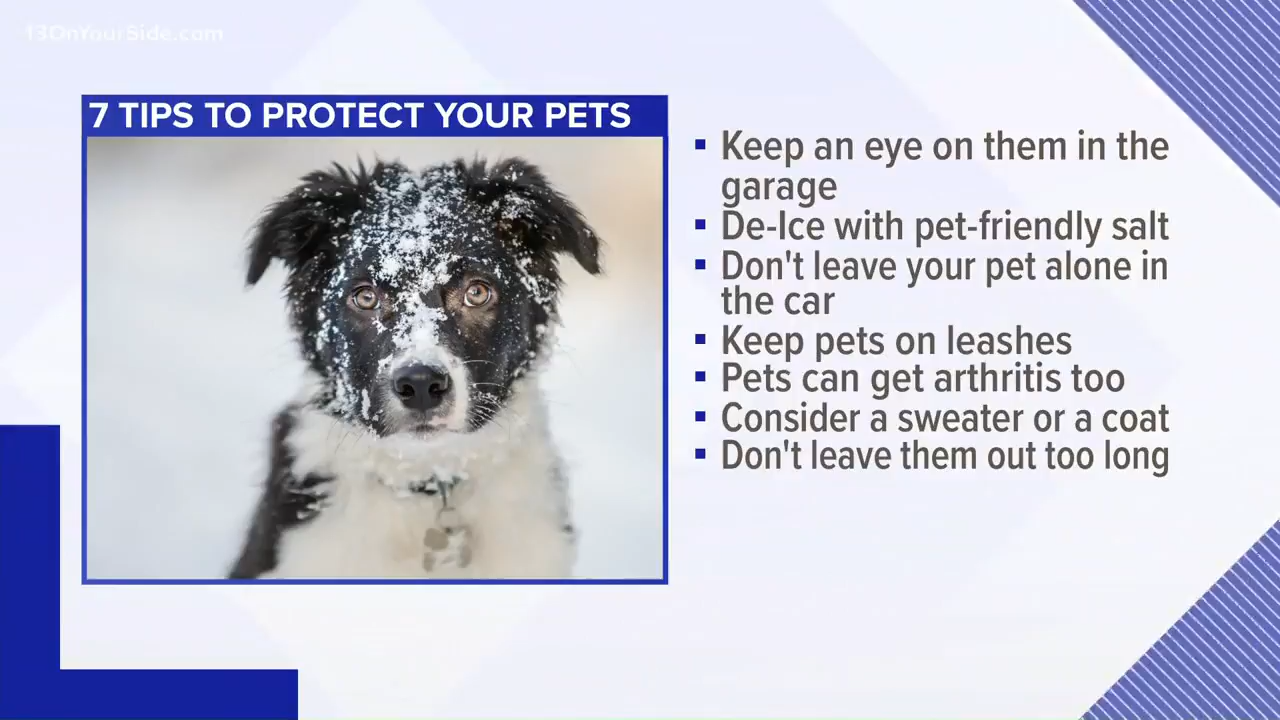 13OnYourSide.com
7 TIPS TO PROTECT YOUR PETS
Keep an eye on them in the
garage
De-Ice with pet-friendly salt
Don't leave your pet alone in
the car
Keep pets on leashes
Pets can get arthritis too
Consider a sweater or a coat
Don't leave them out too long